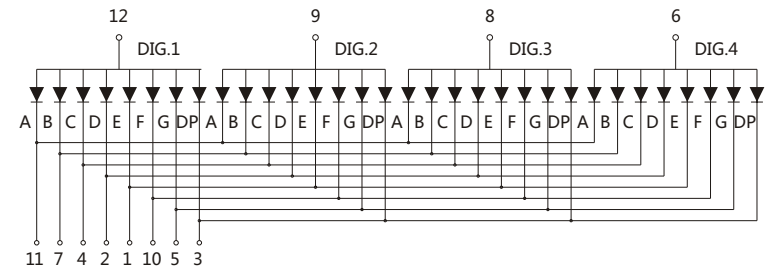 12 9 8 6
DIG.1 DIG.2 DIG.3 DIG.4
A B C D E F G DP A B C D E F G DP A B C D E F G DP A B C D E F G DP
11 7 4 2 1 10 5 3